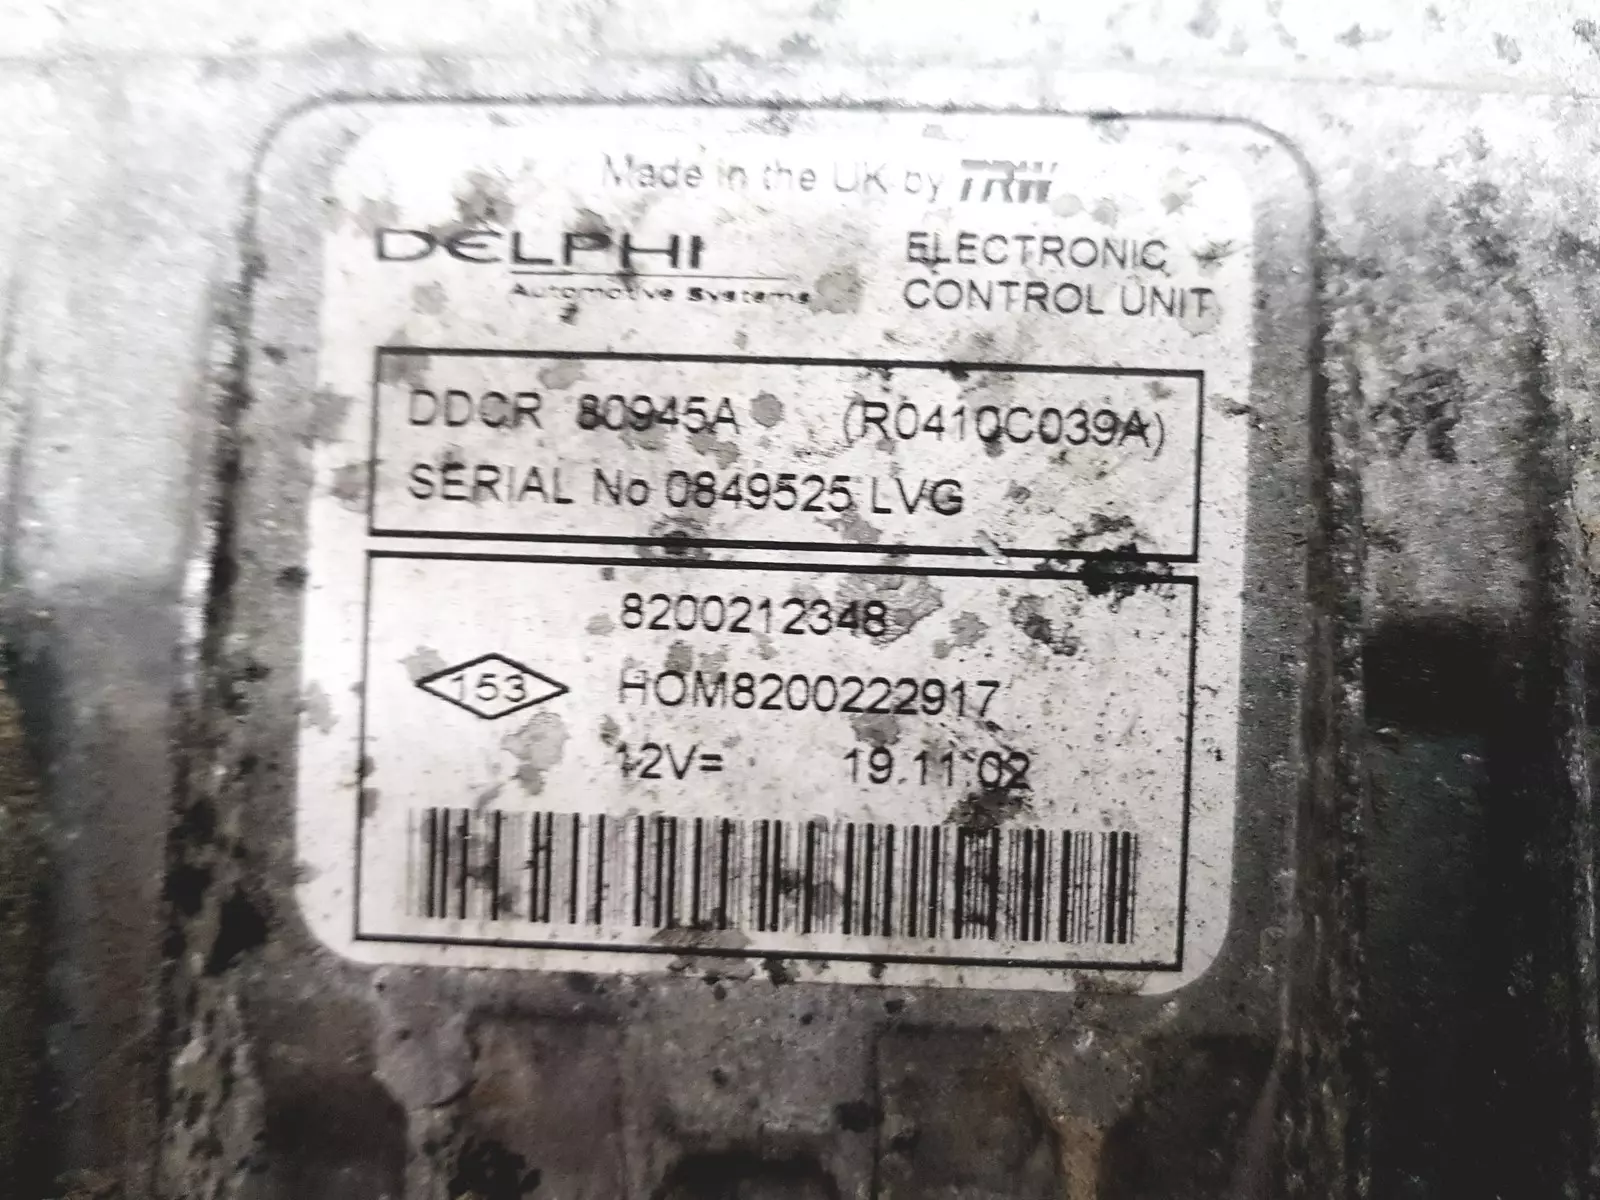 Made in the UK by TRW
DELPHI
Automotive Systems
ELECTRONIC
CONTROL UNIT
DDCR 80945A (R0410C039A)
SERIAL No 0849525 LVG
8200212348
153 HOM8200222917
12V= 19.11.02